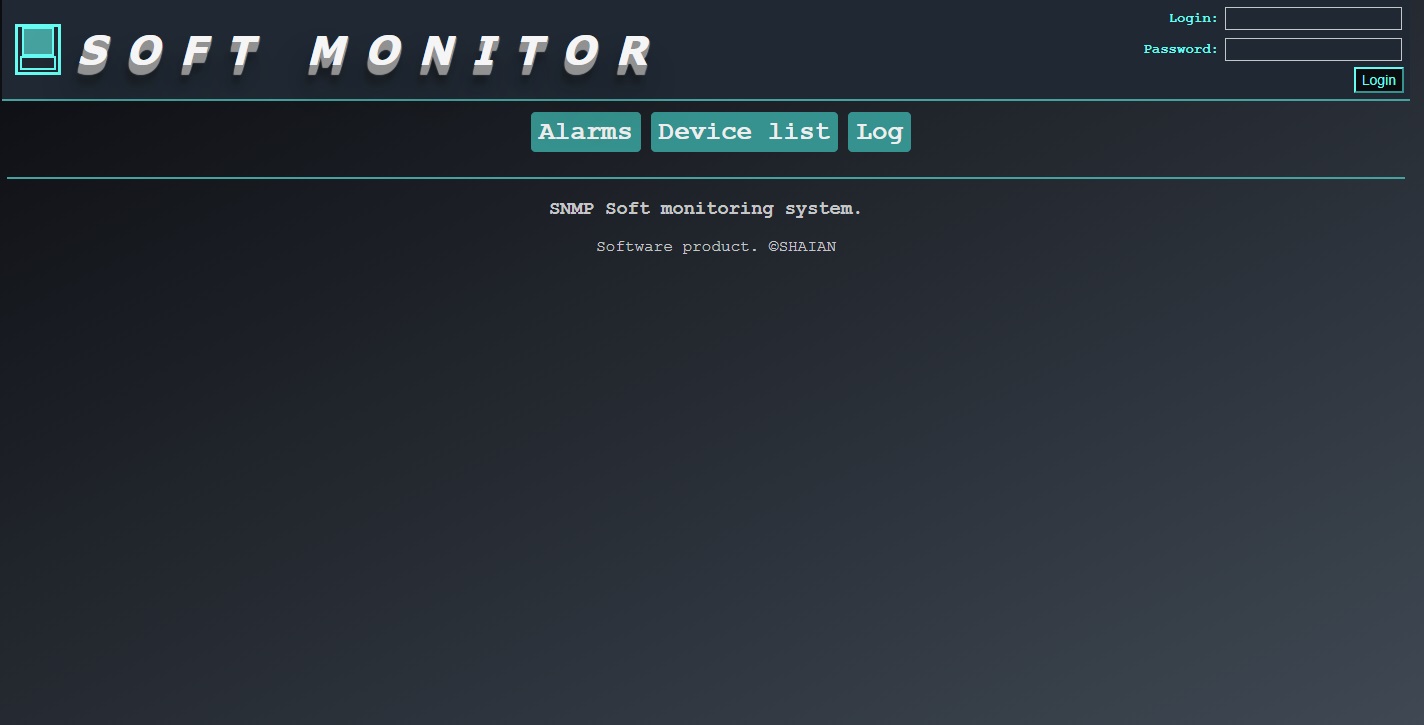 SOFT MONITOR
Login:
Password:
Login
Alarms Device list Log
SNMP Soft monitoring system.
Software product. ©SHAIAN